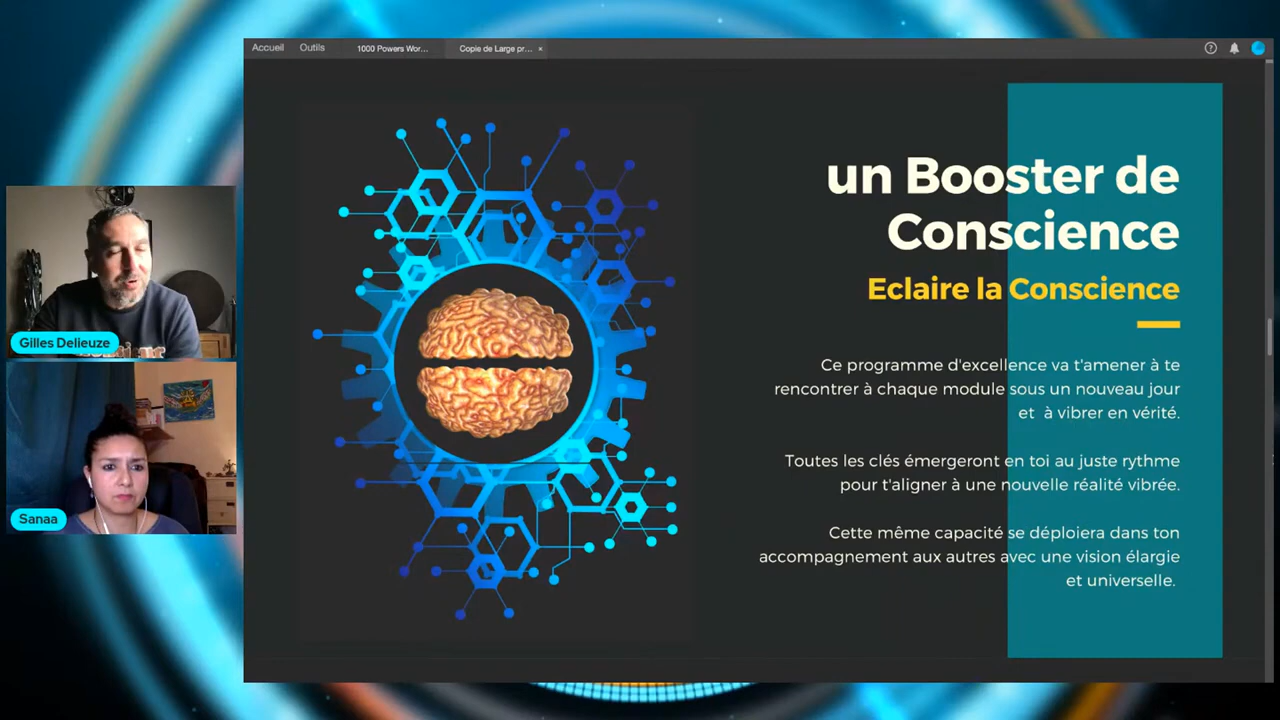 Accueil
Outils
1000 Powers Wor...
Copie de Large pr... ×
un Booster de
Conscience
Eclaire la Conscience
Ce programme d'excellence va t'amener à te
rencontrer à chaque module sous un nouveau jour
et à vibrer en vérité.
Toutes les clés émergeront en toi au juste rythme
pour t'aligner à une nouvelle réalité vibrée.
Cette même capacité se déploiera dans ton
accompagnement aux autres avec une vision élargie
et universelle.
Gilles Delieuze
Sanaa